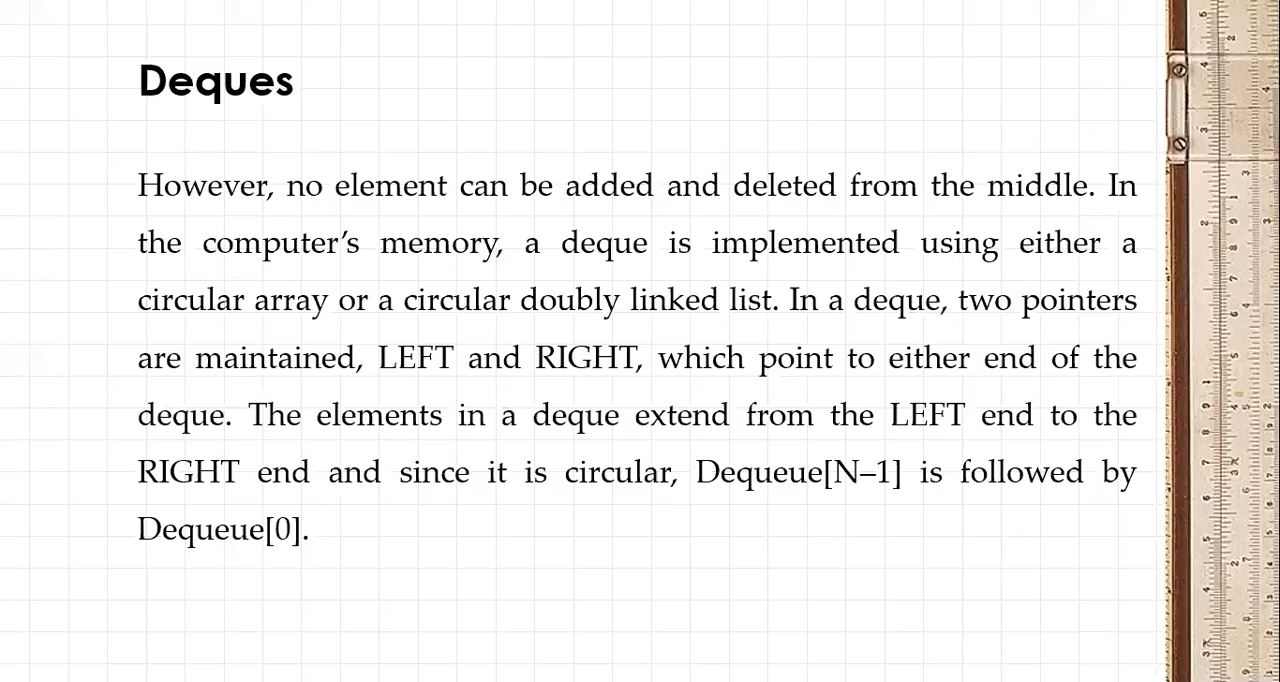 Deques
However, no element can be added and deleted from the middle. In
the computer’s memory, a deque is implemented using either a
circular array or a circular doubly linked list. In a deque, two pointers
are maintained, LEFT and RIGHT, which point to either end of the
deque. The elements in a deque extend from the LEFT end to the
RIGHT end and since it is circular, Dequeue[N–1] is followed by
Dequeue[0].